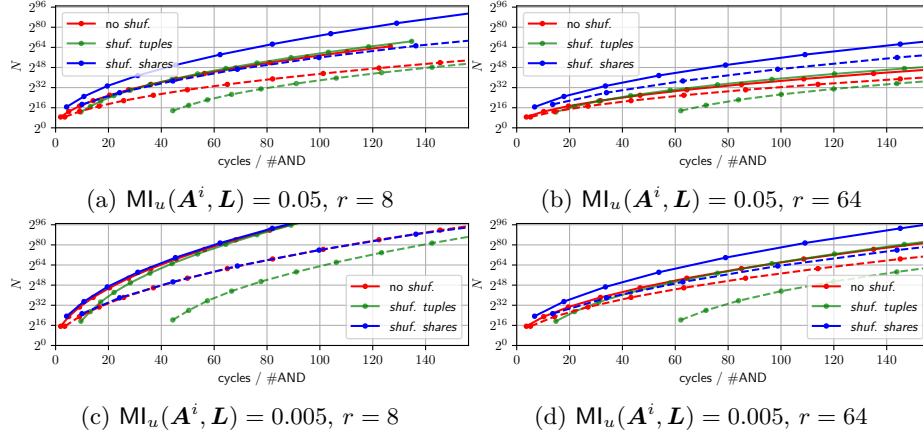 2^96
2^80
2^64
2^48
2^32
2^16
2^0
N
no shuf.
shuf. tuples
shuf. shares
0 20 40 60 80 100 120 140
cycles / #AND
(a) MI_u(A^i, L) = 0.05, r = 8
2^96
2^80
2^64
2^48
2^32
2^16
2^0
N
no shuf.
shuf. tuples
shuf. shares
0 20 40 60 80 100 120 140
cycles / #AND
(b) MI_u(A^i, L) = 0.05, r = 64
2^96
2^80
2^64
2^48
2^32
2^16
2^0
N
no shuf.
shuf. tuples
shuf. shares
0 20 40 60 80 100 120 140
cycles / #AND
(c) MI_u(A^i, L) = 0.005, r = 8
2^96
2^80
2^64
2^48
2^32
2^16
2^0
N
no shuf.
shuf. tuples
shuf. shares
0 20 40 60 80 100 120 140
cycles / #AND
(d) MI_u(A^i, L) = 0.005, r = 64